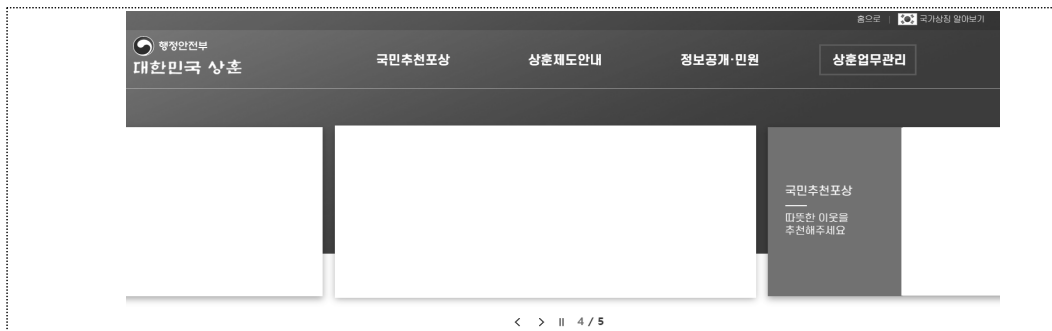 홈으로 | 국가상징 알아보기
행정안전부
대한민국 상훈
국민추천포상 상훈제도안내 정보공개·민원 상훈업무관리
국민추천포상
따뜻한 이웃을
추천해주세요
4 / 5